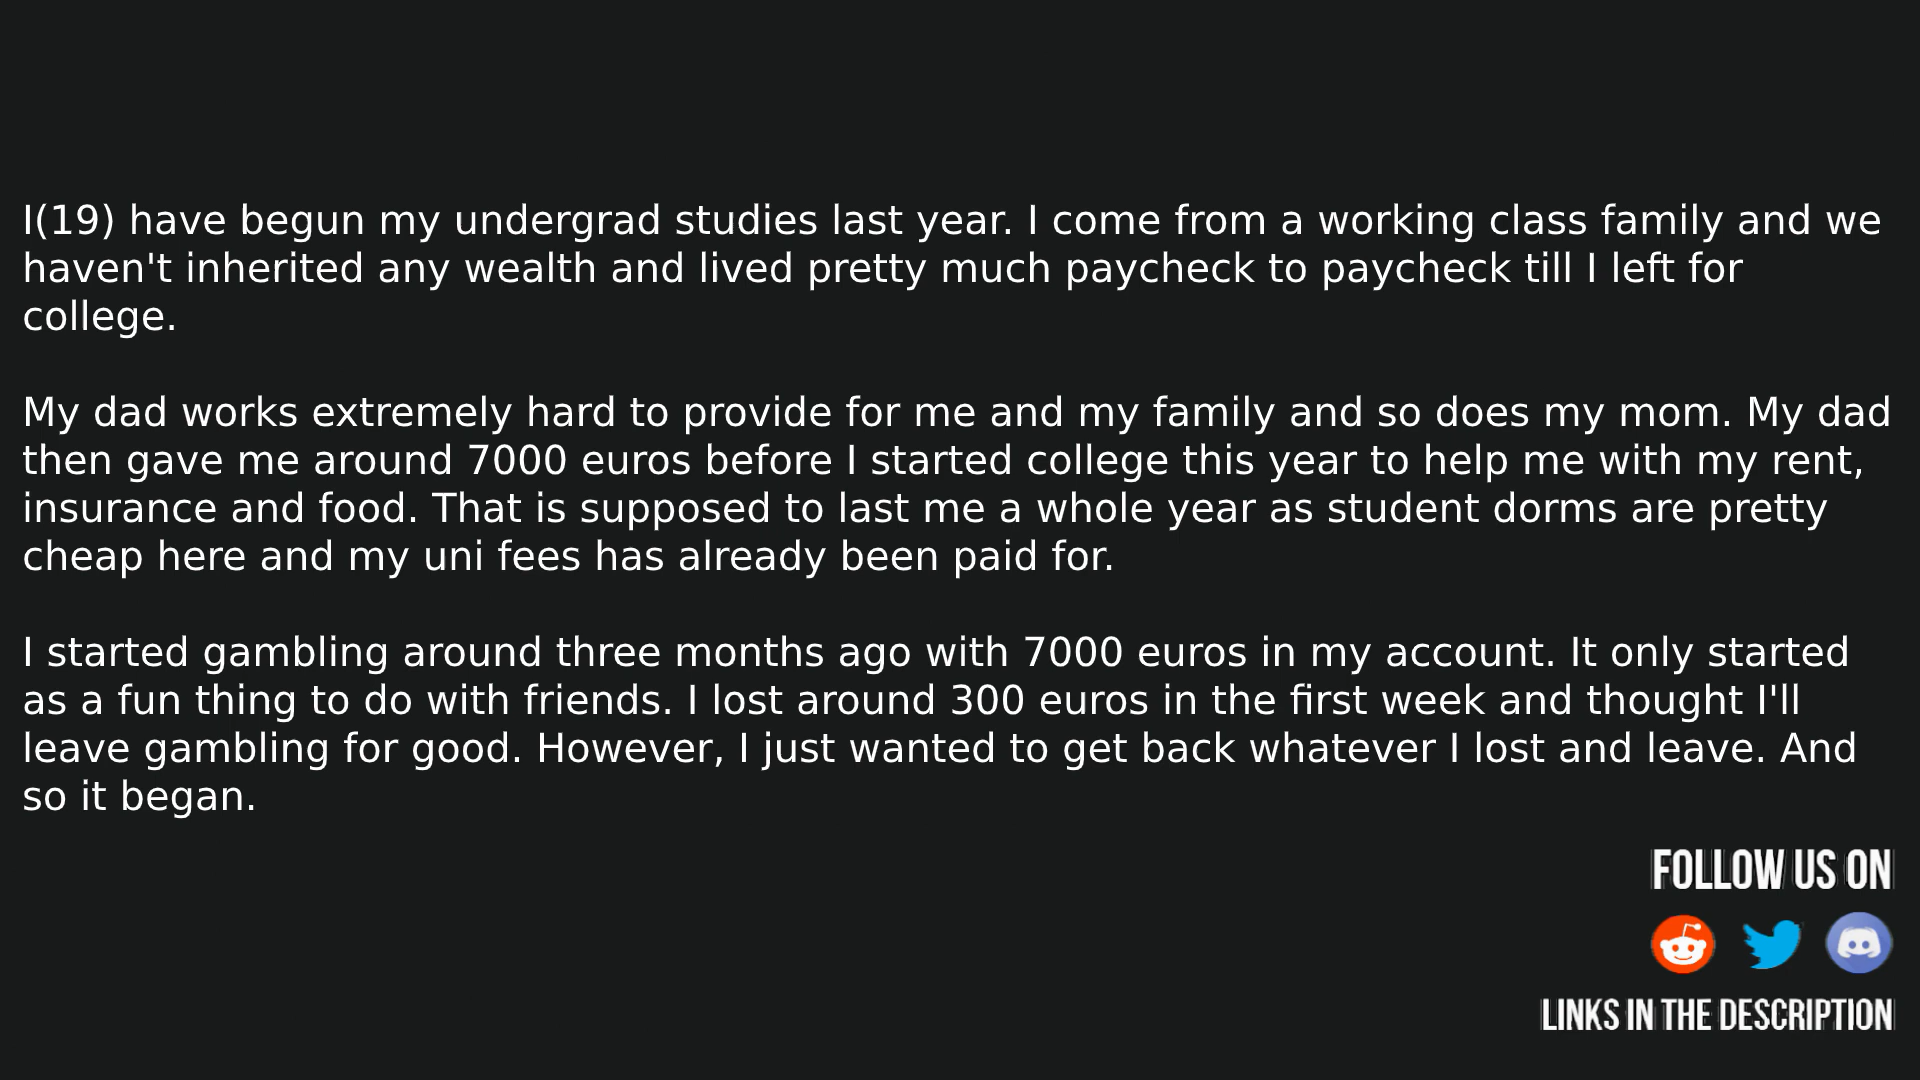 I(19) have begun my undergrad studies last year. I come from a working class family and we
haven't inherited any wealth and lived pretty much paycheck to paycheck till I left for
college.
My dad works extremely hard to provide for me and my family and so does my mom. My dad
then gave me around 7000 euros before I started college this year to help me with my rent,
insurance and food. That is supposed to last me a whole year as student dorms are pretty
cheap here and my uni fees has already been paid for.
I started gambling around three months ago with 7000 euros in my account. It only started
as a fun thing to do with friends. I lost around 300 euros in the first week and thought I'll
leave gambling for good. However, I just wanted to get back whatever I lost and leave. And
so it began.
FOLLOW US ON
LINKS IN THE DESCRIPTION